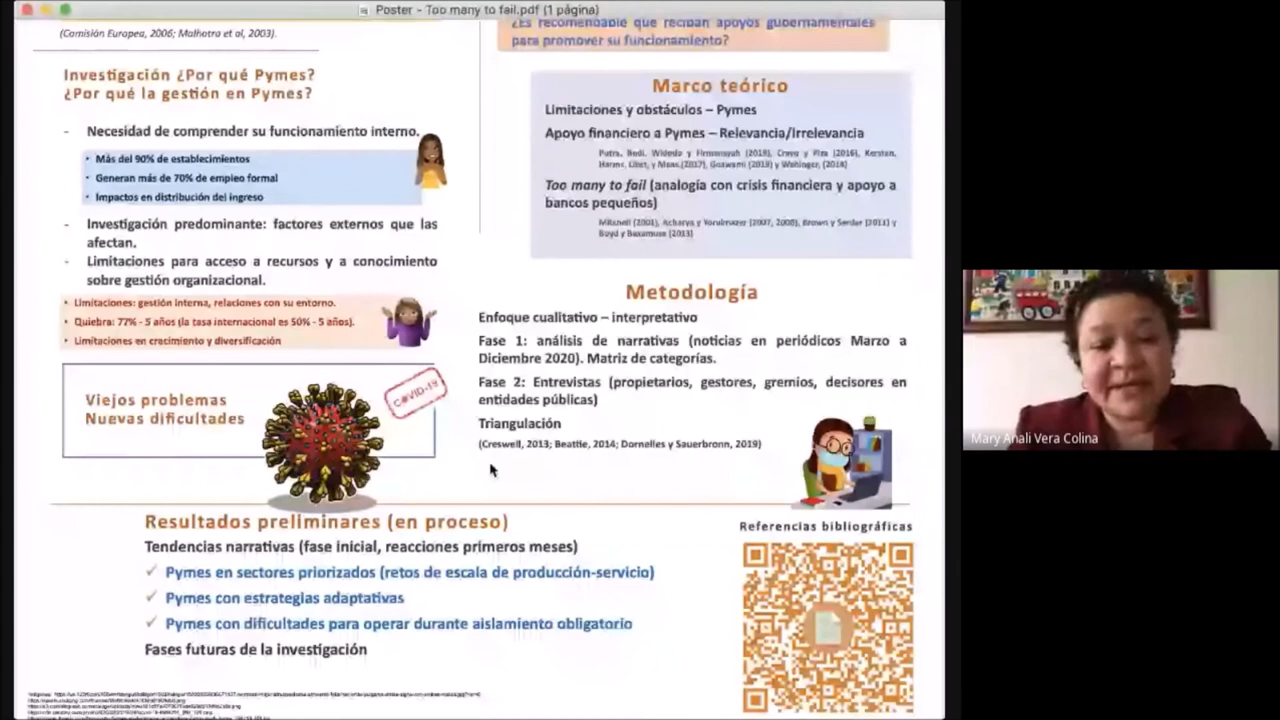 Poster - Too many to fail.pdf (1 página)
(Comisión Europea, 2006; Malhotra et al, 2003).
Investigación ¿Por qué Pymes?
¿Por qué la gestión en Pymes?
- Necesidad de comprender su funcionamiento interno.
• Más del 90% de establecimientos
• Generan más de 70% de empleo formal
• Impactos en distribución del ingreso
- Investigación predominante: factores externos que las
afectan.
- Limitaciones para acceso a recursos y a conocimiento
sobre gestión organizacional.
• Limitaciones: gestión interna, relaciones con su entorno.
• Quiebra: 77% - 5 años (la tasa internacional es 50% - 5 años).
• Limitaciones en crecimiento y diversificación
Viejos problemas
Nuevas dificultades
COVID-19
¿Es recomendable que reciban apoyos gubernamentales
para promover su funcionamiento?
Marco teórico
Limitaciones y obstáculos – Pymes
Apoyo financiero a Pymes – Relevancia/irrelevancia
Too many to fail (analogía con crisis financiera y apoyo a
bancos pequeños)
Metodología
Enfoque cualitativo – interpretativo
Fase 1: análisis de narrativas (noticias en periódicos Marzo a
Diciembre 2020). Matriz de categorías.
Fase 2: Entrevistas (propietarios, gestores, gremios, decisores en
entidades públicas)
Triangulación
(Creswell, 2013; Beattie, 2014; Dornelles y Sauerbronn, 2019)
Resultados preliminares (en proceso)
Tendencias narrativas (fase inicial, reacciones primeros meses)
✓ Pymes en sectores priorizados (retos de escala de producción-servicio)
✓ Pymes con estrategias adaptativas
✓ Pymes con dificultades para operar durante aislamiento obligatorio
Fases futuras de la investigación
Referencias bibliográficas
Mary Anali Vera Colina